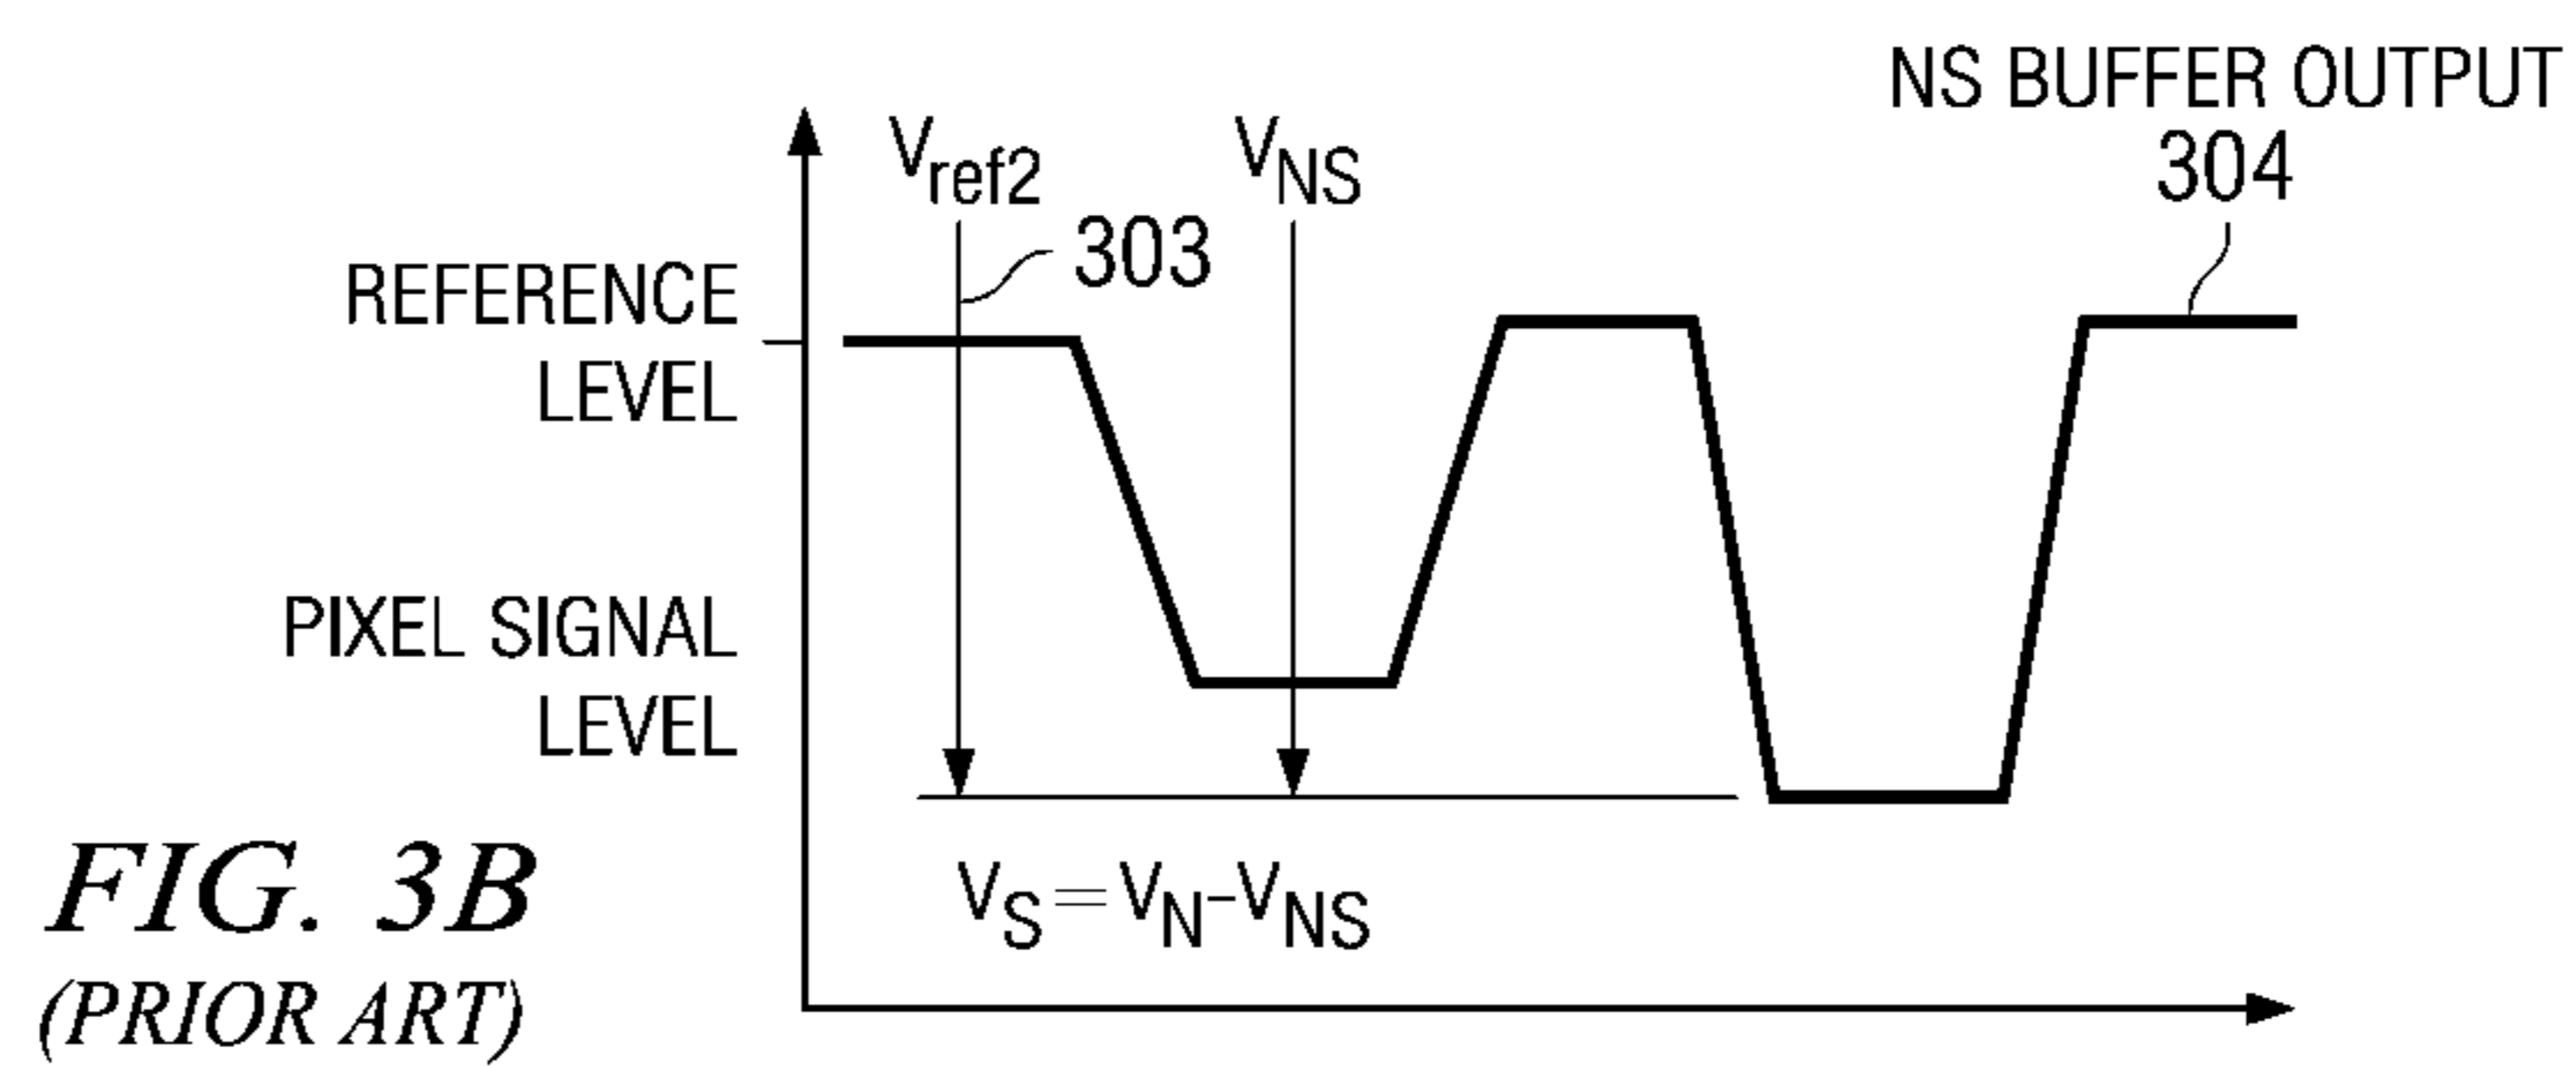 NS BUFFER OUTPUT
304
Vref2
VNS
303
REFERENCE
LEVEL
PIXEL SIGNAL
LEVEL
VS=VN-VNS
FIG. 3B
(PRIOR ART)